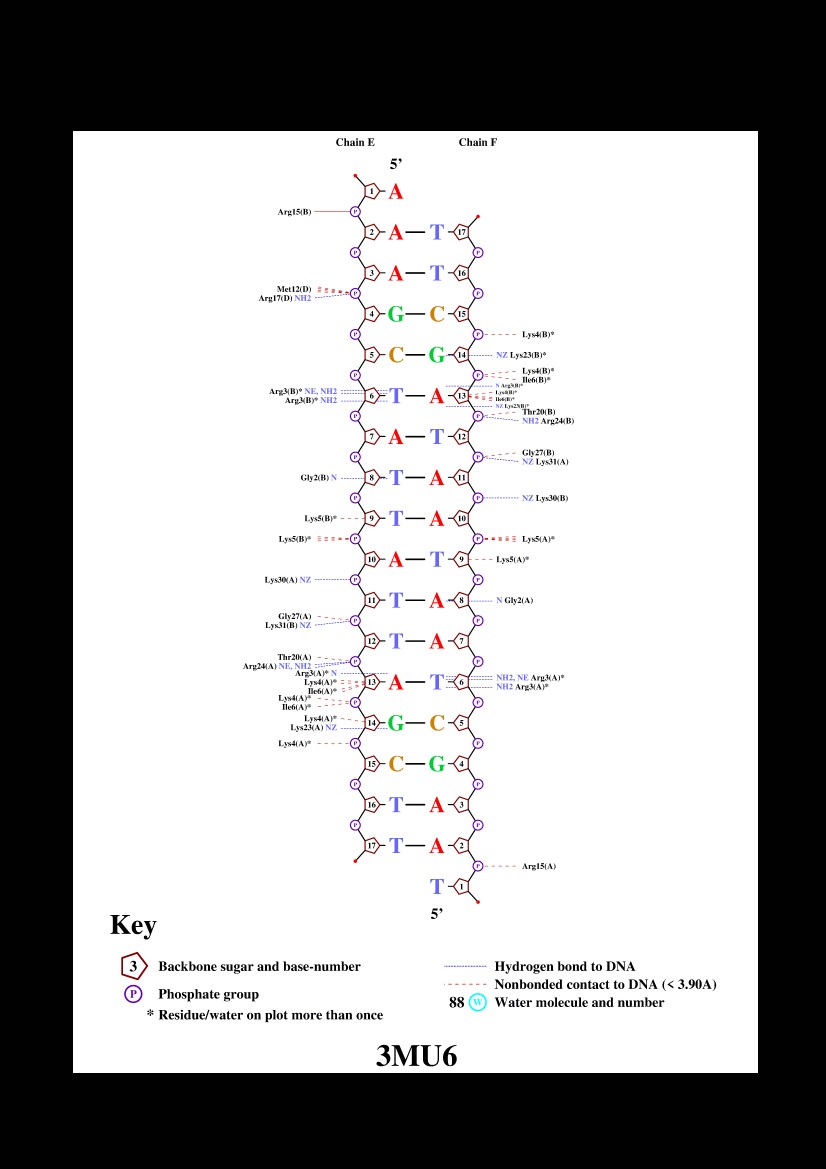 Chain E Chain F
5’
1 A
Arg15(B) P
2 A T 17
P P
3 A T 16
Met12(D)
Arg17(D) NH2 P P
4 G C 15
P P Lys4(B)*
5 C G 14 NZ Lys23(B)*
P P Lys4(B)*
Ile6(B)*
N Arg3(B)*
Arg3(B)* NE, NH2 Lys4(B)*
6 T A 13
Arg3(B)* NH2 Ile6(B)*
NZ Lys23(B)*
Thr20(B)
P P
NH2 Arg24(B)
7 A T 12
Gly27(B)
P P
NZ Lys31(A)
Gly2(B) N 8 T A 11
P P NZ Lys30(B)
Lys5(B)* 9 T A 10
Lys5(B)* P P Lys5(A)*
10 A T 9 Lys5(A)*
Lys30(A) NZ P P
11 T A 8 N Gly2(A)
Gly27(A)
Lys31(B) NZ P P
12 T A 7
Thr20(A)
Arg24(A) NE, NH2 P P
Arg3(A)* N
Lys4(A)* 13 A T 6 NH2, NE Arg3(A)*
Ile6(A)* NH2 Arg3(A)*
Lys4(A)*
Ile6(A)* P P
Lys4(A)* 14 G C 5
Lys23(A) NZ
Lys4(A)* P P
15 C G 4
P P
16 T A 3
P P
17 T A 2
P Arg15(A)
T 1
5’
Key
3 Backbone sugar and base-number
P Phosphate group
* Residue/water on plot more than once
Hydrogen bond to DNA
Nonbonded contact to DNA (< 3.90A)
88 W Water molecule and number
3MU6